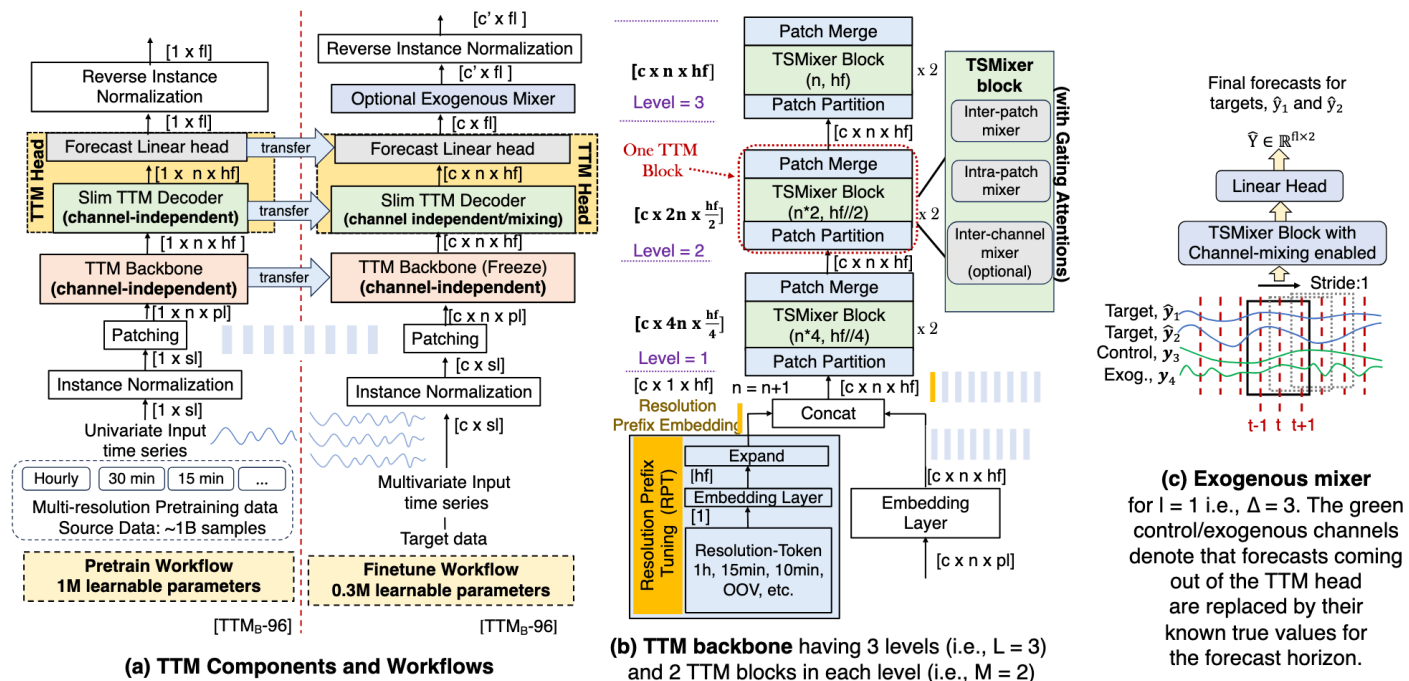 [1 x fl]
Reverse Instance
Normalization
[1 x fl]
Forecast Linear head
[1 x n x hf]
TTM Head
Slim TTM Decoder
(channel-independent)
[1 x n x hf ]
TTM Backbone
(channel-independent)
[1 x n x pl]
Patching
[1 x sl]
Instance Normalization
[1 x sl]
Univariate Input
time series
Hourly
30 min
15 min
...
Multi-resolution Pretraining data
Source Data: ~1B samples
Pretrain Workflow
1M learnable parameters
[TTMB-96]
transfer
transfer
transfer
[c' x fl ]
Reverse Instance Normalization
[c' x fl ]
Optional Exogenous Mixer
[c x fl]
Forecast Linear head
[c x n x hf]
TTM Head
Slim TTM Decoder
(channel independent/mixing)
[c x n x hf]
TTM Backbone (Freeze)
(channel-independent)
[c x n x pl]
Patching
[c x sl]
Instance Normalization
[c x sl]
Multivariate Input
time series
Target data
Finetune Workflow
0.3M learnable parameters
[TTMB-96]
(a) TTM Components and Workflows
Patch Merge
TSMixer Block
(n, hf)
Patch Partition
x 2
[c x n x hf]
Level = 3
[c x n x hf]
One TTM
Block
Patch Merge
TSMixer Block
(n*2, hf//2)
Patch Partition
x 2
[c x 2n x hf/2]
Level = 2
[c x n x hf]
Patch Merge
TSMixer Block
(n*4, hf//4)
Patch Partition
x 2
[c x 4n x hf/4]
Level = 1
[c x 1 x hf]
n = n+1
[c x n x hf]
Concat
Resolution
Prefix Embedding
Resolution Prefix
Tuning (RPT)
Expand
[hf]
Embedding Layer
[1]
Resolution-Token
1h, 15min, 10min,
OOV, etc.
[c x n x hf]
Embedding
Layer
[c x n x pl]
TSMixer
block
Inter-patch
mixer
Intra-patch
mixer
Inter-channel
mixer
(optional)
(with Gating Attentions)
(b) TTM backbone having 3 levels (i.e., L = 3)
and 2 TTM blocks in each level (i.e., M = 2)
Final forecasts for
targets, ŷ1 and ŷ2
Ŷ ∈ ℝ^fl×2
Linear Head
TSMixer Block with
Channel-mixing enabled
Stride:1
Target, ŷ1
Target, ŷ2
Control, y3
Exog., y4
t-1 t t+1
(c) Exogenous mixer
for l = 1 i.e., Δ = 3. The green
control/exogenous channels
denote that forecasts coming
out of the TTM head
are replaced by their
known true values for
the forecast horizon.